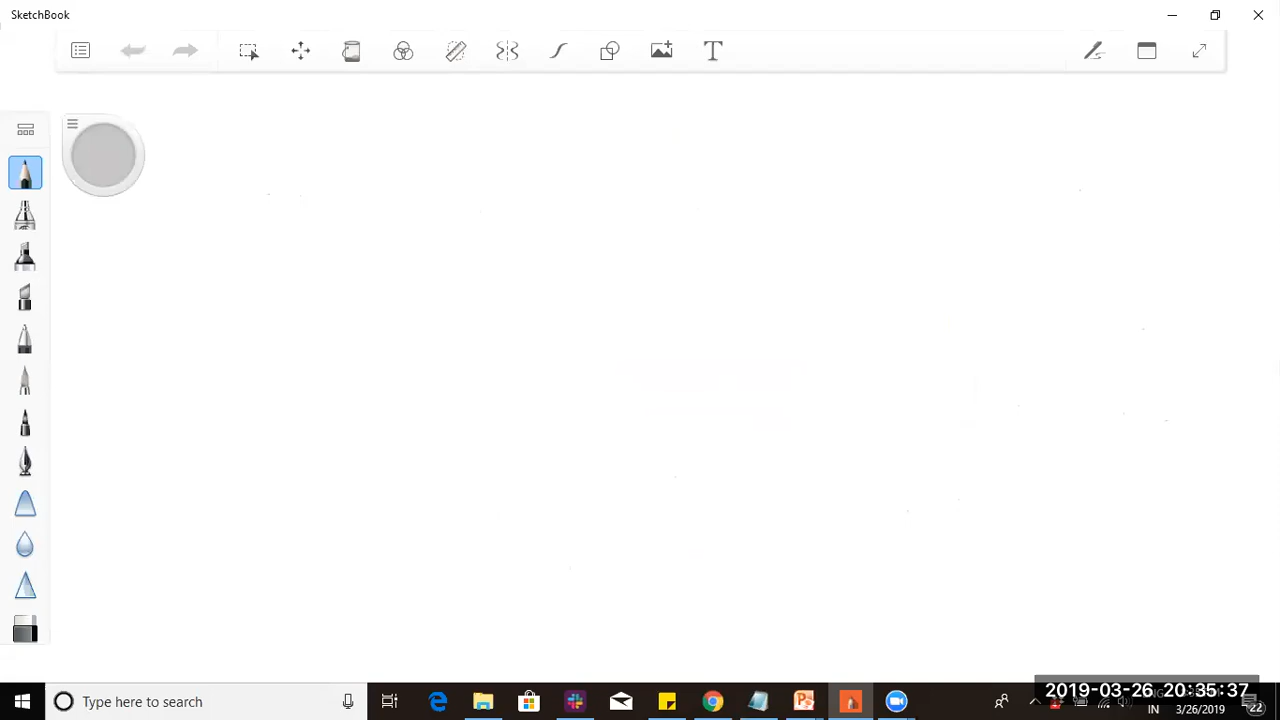 SketchBook
T
Type here to search
2019-03-26 20:35:37
IN
3/26/2019
22